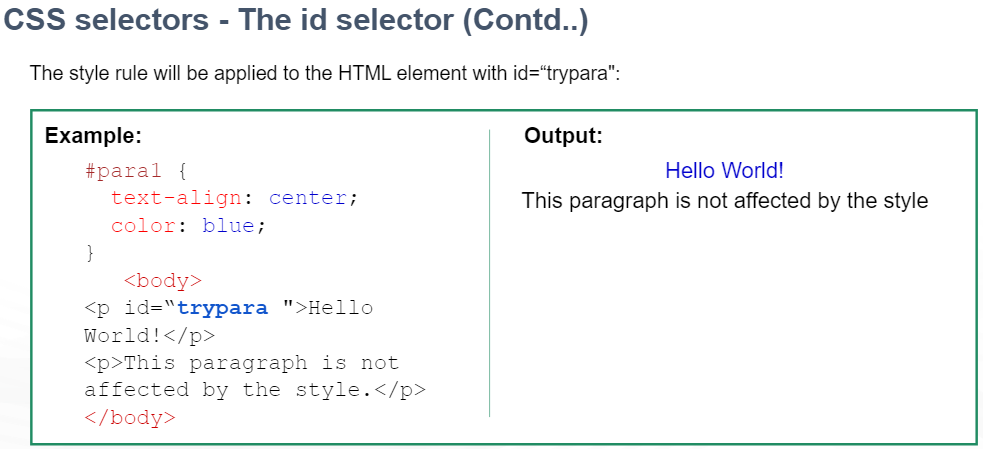 CSS selectors - The id selector (Contd..)
The style rule will be applied to the HTML element with id=“trypara":
Example:
#para1 {
text-align: center;
color: blue;
}
<body>
<p id=“trypara ">Hello
World!</p>
<p>This paragraph is not
affected by the style.</p>
</body>
Output:
Hello World!
This paragraph is not affected by the style